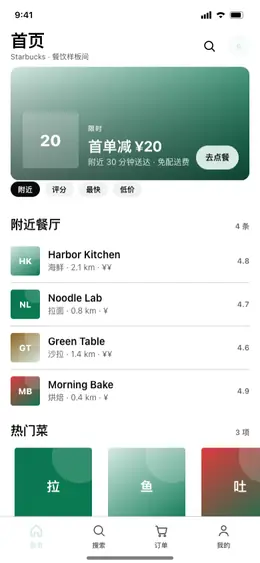 9:41
首页
Starbucks · 餐饮样板间
20
限时
首单减 ¥20
附近 30 分钟送达 · 免配送费
去点餐
附近
评分
最快
低价
附近餐厅
4 条
HK
Harbor Kitchen
海鲜 · 2.1 km · ¥¥
4.8
NL
Noodle Lab
拉面 · 0.8 km · ¥
4.7
GT
Green Table
沙拉 · 1.4 km · ¥¥
4.6
MB
Morning Bake
烘焙 · 0.4 km · ¥
4.9
热门菜
3 项
拉
鱼
吐
搜索
订单
我的